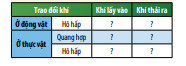 Trao đổi khí Khí lấy vào Khí thải ra
Ở động vật Hô hấp ? ?
Ở thực vật Quang hợp ? ?
Hô hấp ? ?